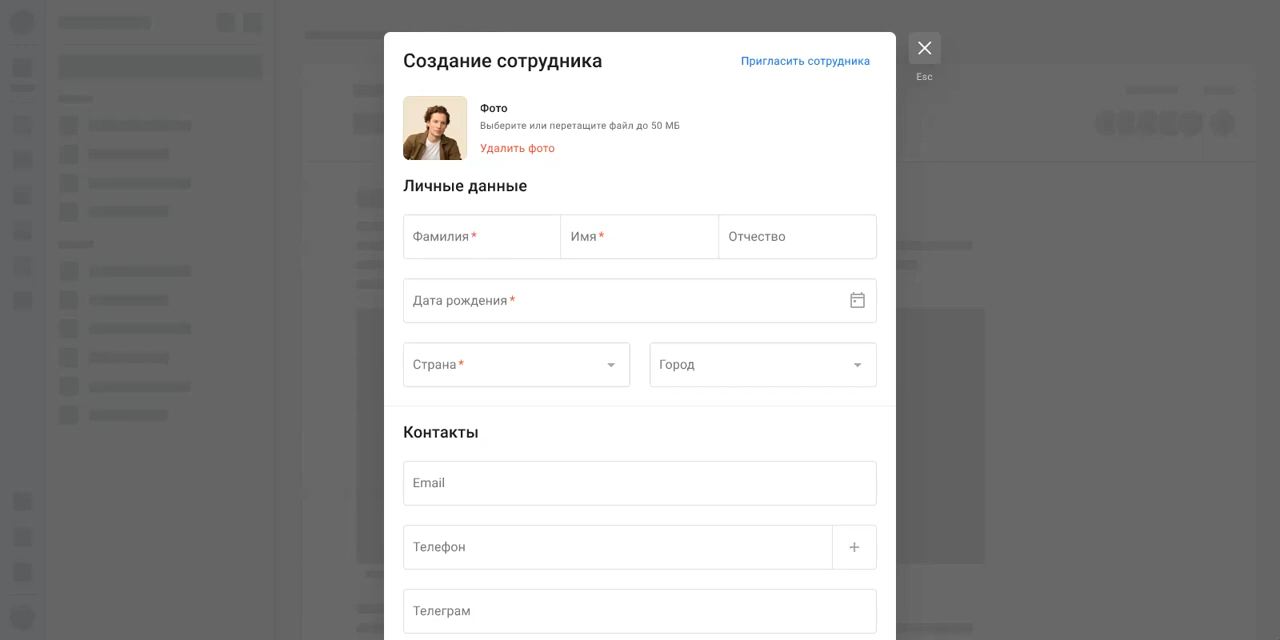 Создание сотрудника
Пригласить сотрудника
Esc
Фото
Выберите или перетащите файл до 50 МБ
Удалить фото
Личные данные
Фамилия* Имя* Отчество
Дата рождения*
Страна* Город
Контакты
Email
Телефон +
Телеграм